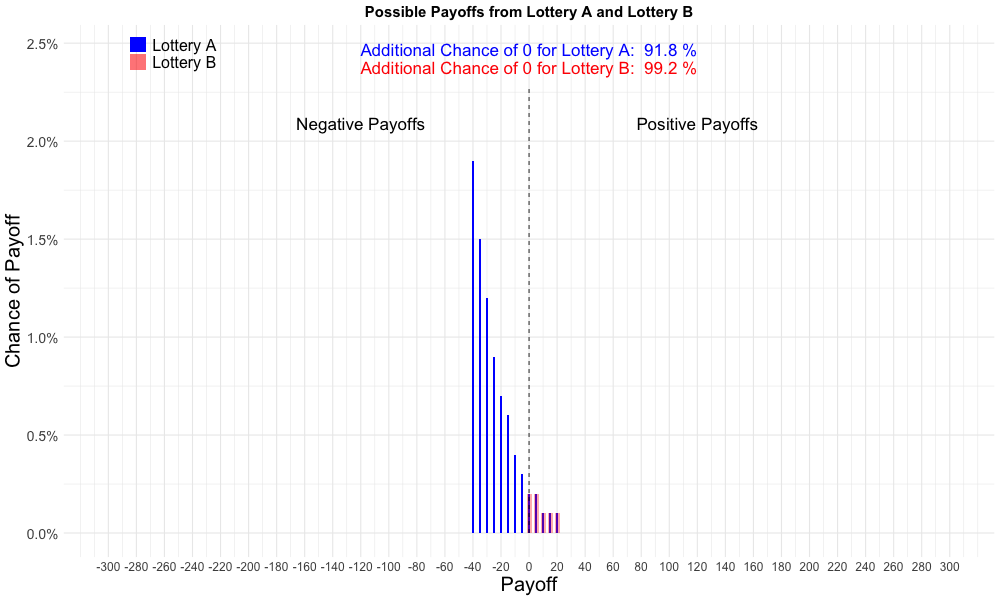 Possible Payoffs from Lottery A and Lottery B
Lottery A
Lottery B
Additional Chance of 0 for Lottery A: 91.8 %
Additional Chance of 0 for Lottery B: 99.2 %
Negative Payoffs
Positive Payoffs
Chance of Payoff
2.5%
2.0%
1.5%
1.0%
0.5%
0.0%
-300 -280 -260 -240 -220 -200 -180 -160 -140 -120 -100 -80 -60 -40 -20 0 20 40 60 80 100 120 140 160 180 200 220 240 260 280 300
Payoff